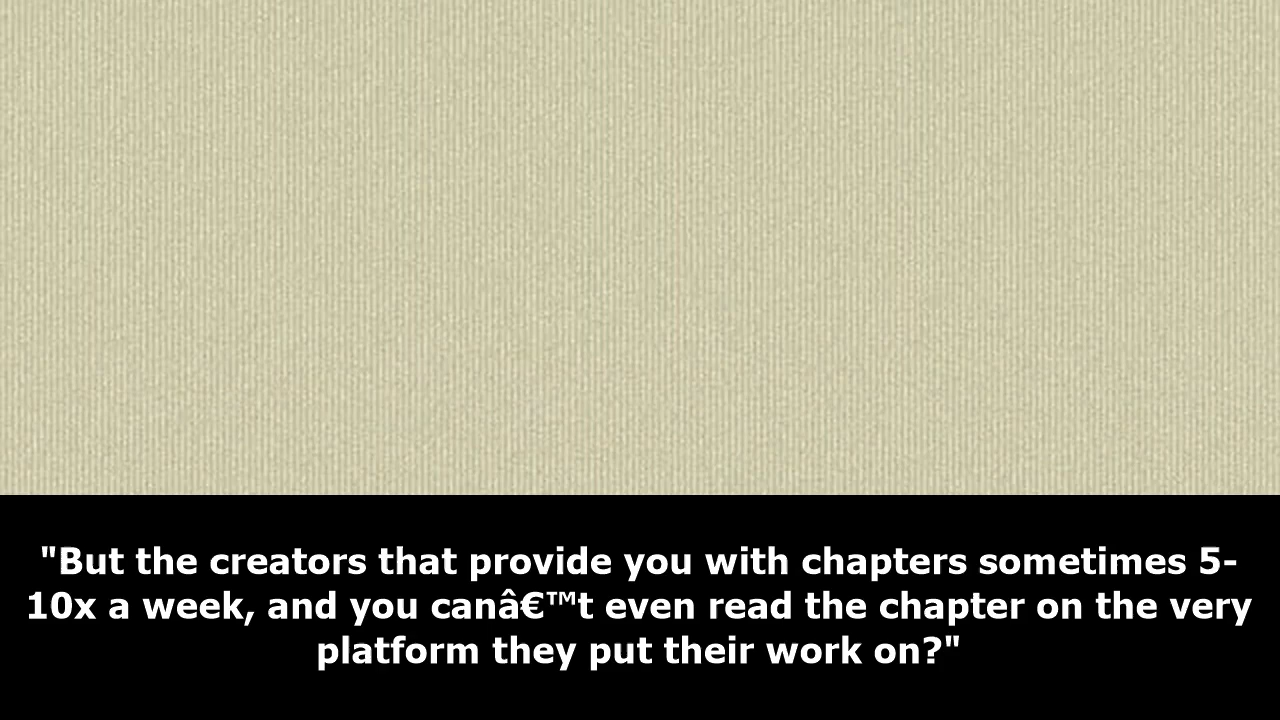 "But the creators that provide you with chapters sometimes 5-
10x a week, and you canâ€™t even read the chapter on the very
platform they put their work on?"